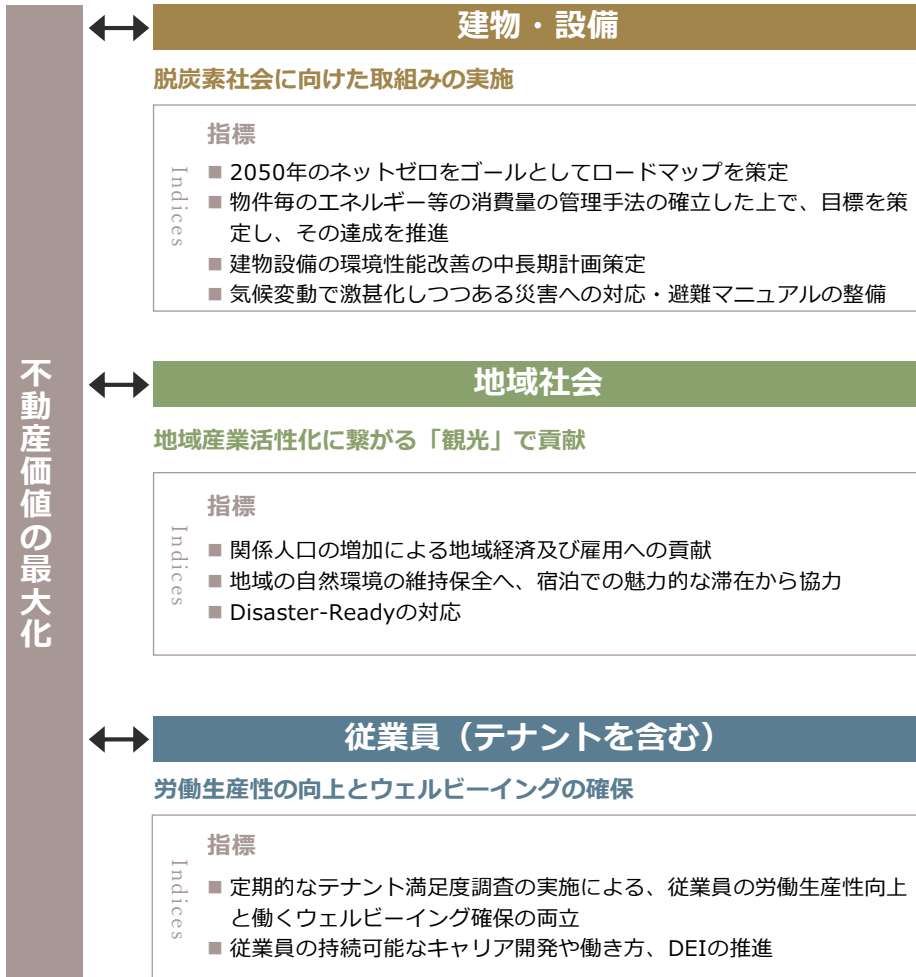 不動産価値の最大化
建物・設備
脱炭素社会に向けた取組みの実施
Indices
指標
■ 2050年のネットゼロをゴールとしてロードマップを策定
■ 物件毎のエネルギー等の消費量の管理手法の確立した上で、目標を策
定し、その達成を推進
■ 建物設備の環境性能改善の中長期計画策定
■ 気候変動で激甚化しつつある災害への対応・避難マニュアルの整備
地域社会
地域産業活性化に繋がる「観光」で貢献
Indices
指標
■ 関係人口の増加による地域経済及び雇用への貢献
■ 地域の自然環境の維持保全へ、宿泊での魅力的な滞在から協力
■ Disaster-Readyの対応
従業員（テナントを含む）
労働生産性の向上とウェルビーイングの確保
Indices
指標
■ 定期的なテナント満足度調査の実施による、従業員の労働生産性向上
と働くウェルビーイング確保の両立
■ 従業員の持続可能なキャリア開発や働き方、DEIの推進